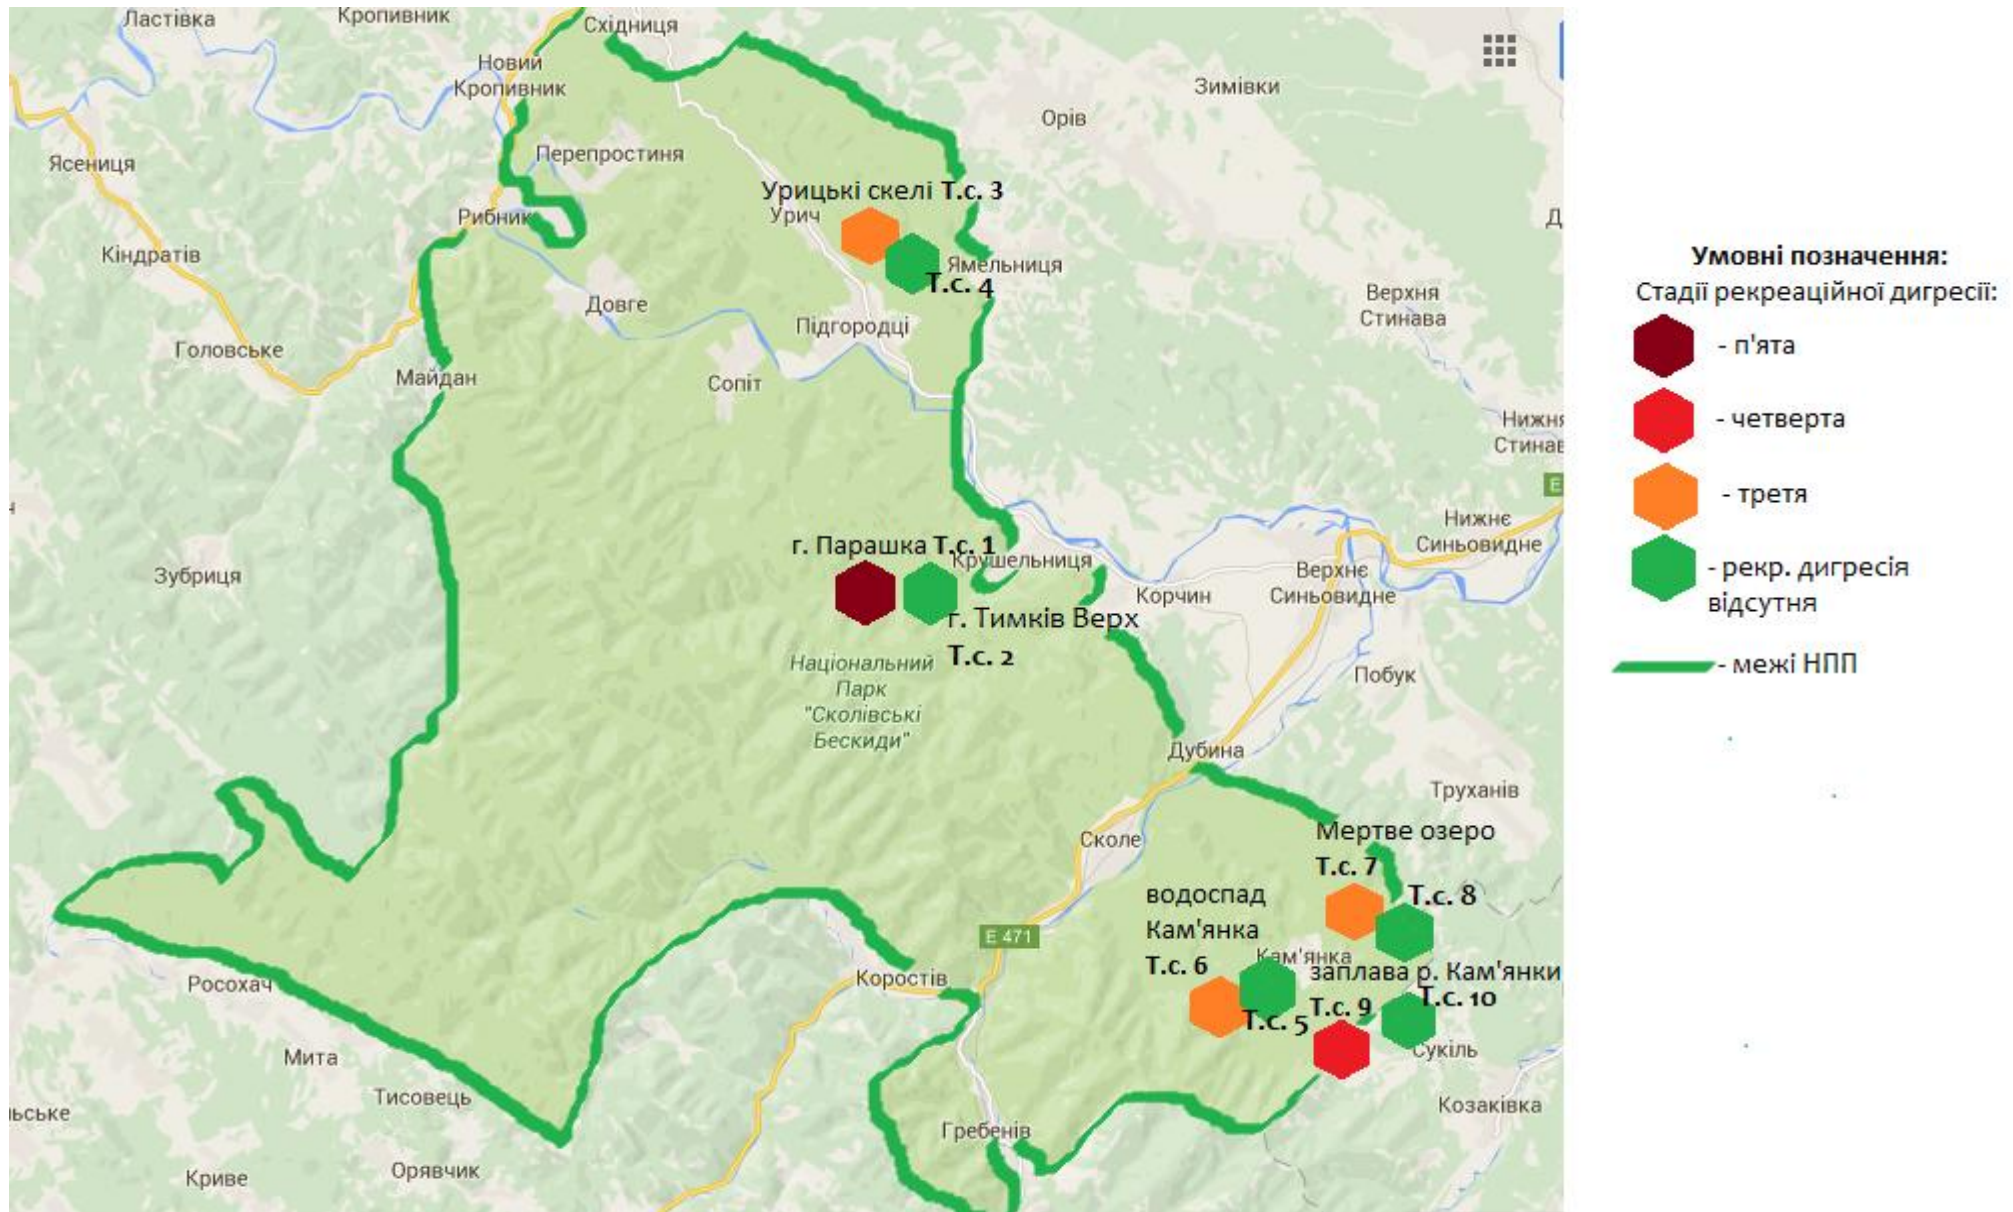 Ластівка
Кропивник
Східниця
Новий
Кропивник
Зимівки
Орів
Перепростиня
Ясениця
Урицькі скелі Т.с. 3
Урич
Рибник
Кіндратів
Ямельниця
Т.с. 4
Довге
Верхня
Стинава
Підгородці
Головське
Майдан
Сопіт
Нижня
Стинав
E
Нижнє
Синьовидне
г. Парашка Т.с. 1
Крушельниця
Зубриця
Верхнє
Синьовидне
Корчин
г. Тимків Верх
Т.с. 2
Національний
Парк
"Сколівські
Бескиди"
Побук
Дубина
Труханів
Сколе
Мертве озеро
Т.с. 7
Т.с. 8
водоспад
Кам'янка
Т.с. 6
E 471
Кам'янка
заплава р. Кам'янки
Т.с. 9
Т.с. 10
Т.с. 5
Коростів
Росохач
Сукіль
Мита
Тисовець
ьське
Козаківка
Гребенів
Орявчик
Криве
Д
Умовні позначення:
Стадії рекреаційної дигресії:
- п'ята
- четверта
- третя
- рекр. дигресія
відсутня
- межі НПП